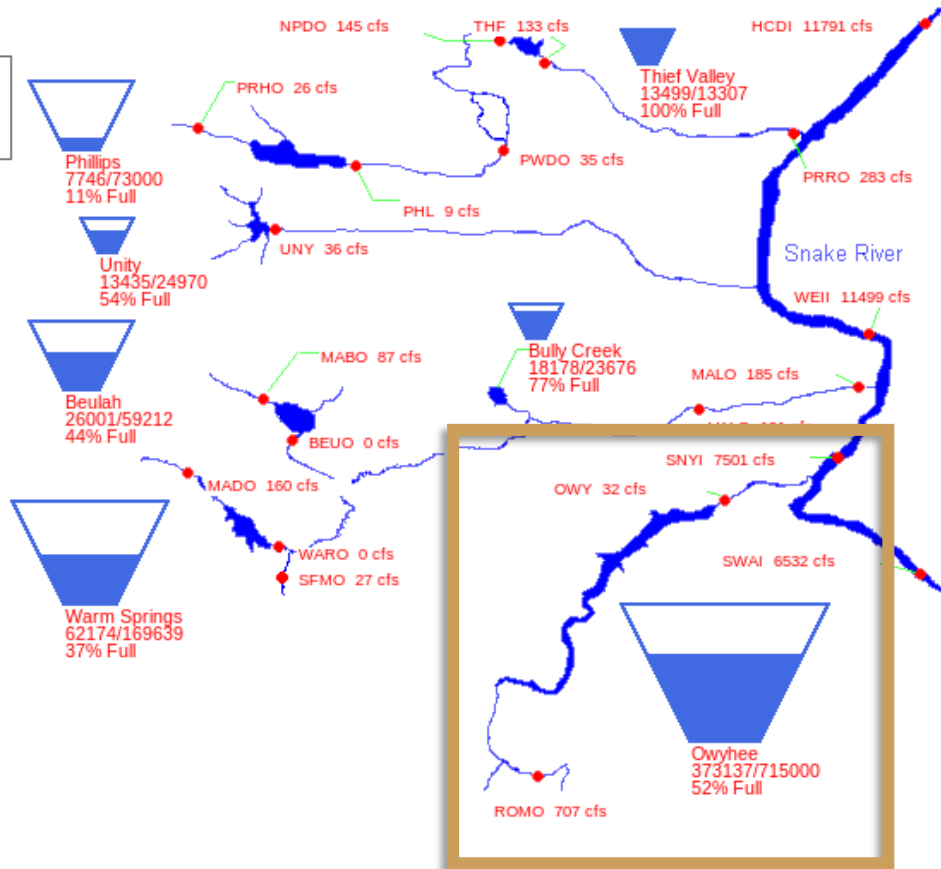 NPDO 145 cfs
THF 133 cfs
HCDI 11791 cfs
Thief Valley
13499/13307
100% Full
PRHO 26 cfs
Phillips
7746/73000
11% Full
PWDO 35 cfs
PRRO 283 cfs
PHL 9 cfs
UNY 36 cfs
Unity
13435/24970
54% Full
Snake River
WEII 11499 cfs
Bully Creek
18178/23676
77% Full
MABO 87 cfs
MALO 185 cfs
Beulah
26001/59212
44% Full
BEUO 0 cfs
SNYI 7501 cfs
MADO 160 cfs
OWY 32 cfs
WARO 0 cfs
SFMO 27 cfs
SWAI 6532 cfs
Warm Springs
62174/169639
37% Full
Owyhee
373137/715000
52% Full
ROMO 707 cfs